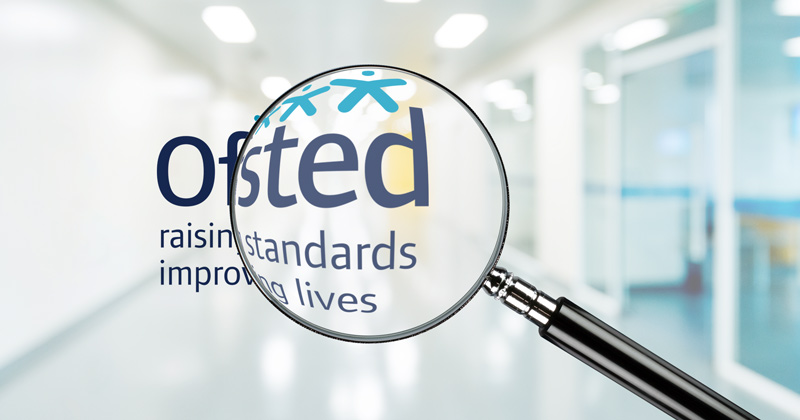 Ofsted
raising standards
improving lives